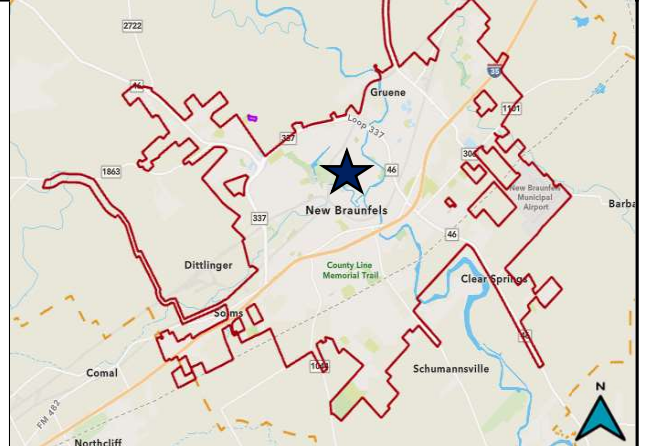 2722
46
35
Gruene
1101
Loop 337
337
306
1863
46
New Braunfels
Municipal
Airport
Barba
New Braunfels
337
46
County Line
Memorial Trail
Dittlinger
Clear Springs
Solms
46
Comal
Schumannsville
FM 482
Northcliff
N